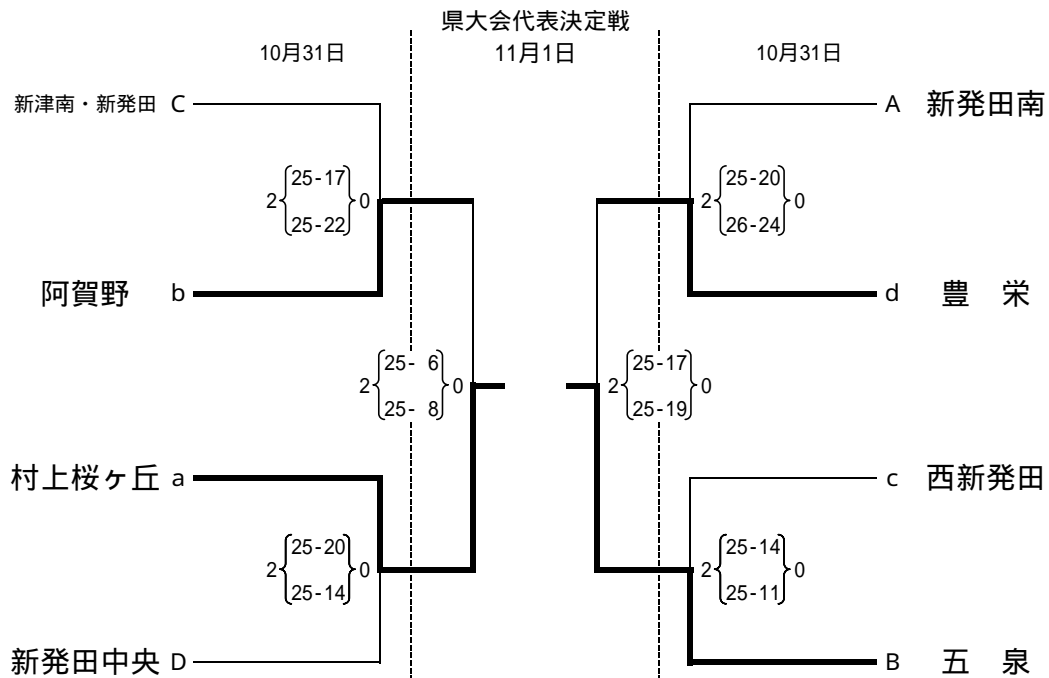 県大会代表決定戦
10月31日 11月1日 10月31日
新津南・新発田 C A 新発田南
2 25-17 0 2 25-20 0
25-22 26-24
阿賀野 b d 豊 栄
2 25- 6 0 2 25-17 0
25- 8 25-19
村上桜ヶ丘 a c 西新発田
2 25-20 0 2 25-14 0
25-14 25-11
新発田中央 D B 五 泉